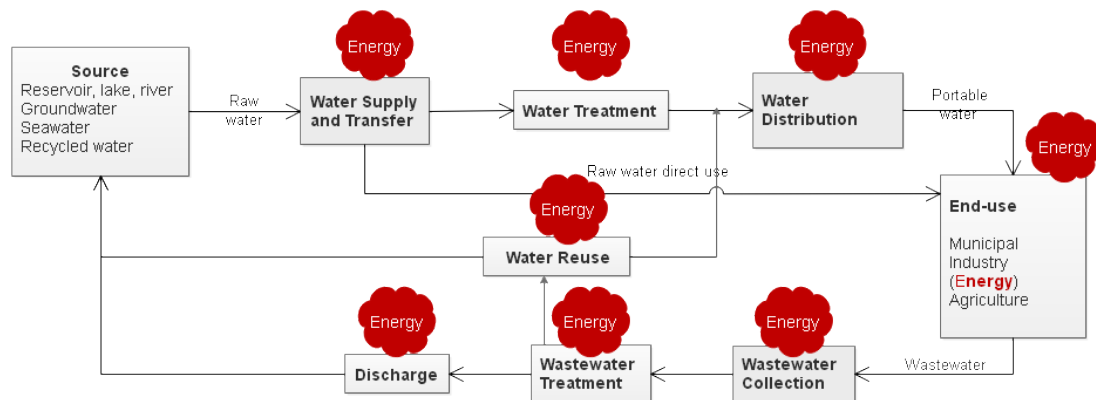 Energy
Energy
Energy
Source
Reservoir, lake, river
Groundwater
Seawater
Recycled water
Raw
water
Water Supply
and Transfer
Water Treatment
Water
Distribution
Portable
water
Energy
Raw water direct use
Energy
Water Reuse
End-use
Municipal
Industry
(Energy)
Agriculture
Energy
Energy
Energy
Discharge
Wastewater
Treatment
Wastewater
Collection
Wastewater